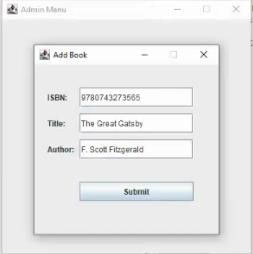 Admin Menu
Add Book
ISBN: 9780743273565
Title: The Great Gatsby
Author: F. Scott Fitzgerald
Submit